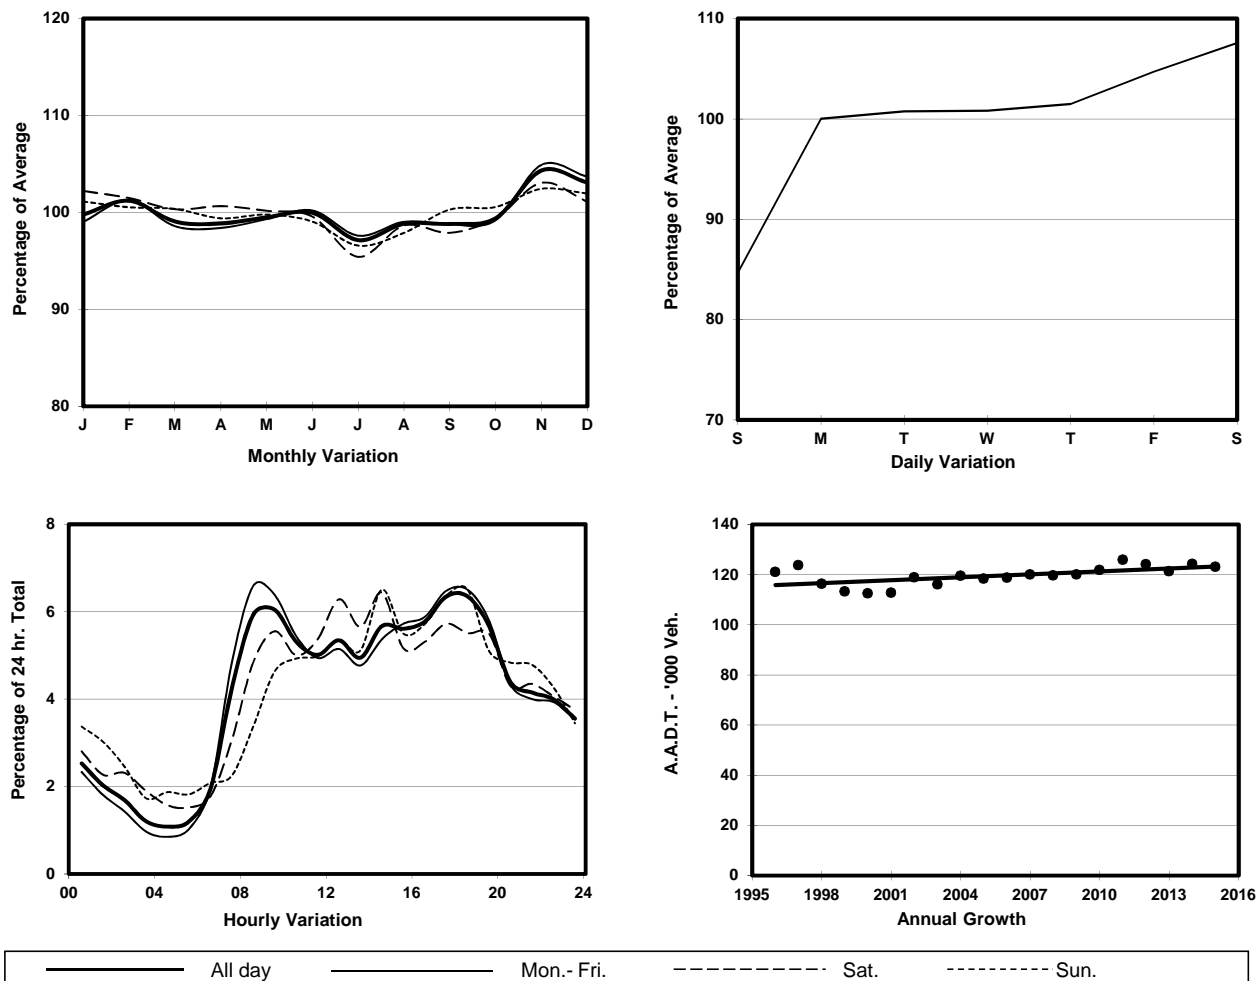 120
110
100
90
80
Percentage of Average
J F M A M J J A S O N D
Monthly Variation
110
100
90
80
70
Percentage of Average
S M T W T F S
Daily Variation
8
6
4
2
0
Percentage of 24 hr. Total
00 04 08 12 16 20 24
Hourly Variation
140
120
100
80
60
40
20
0
A.A.D.T. - '000 Veh.
1995 1998 2001 2004 2007 2010 2013 2016
Annual Growth
All day Mon.- Fri. Sat. Sun.